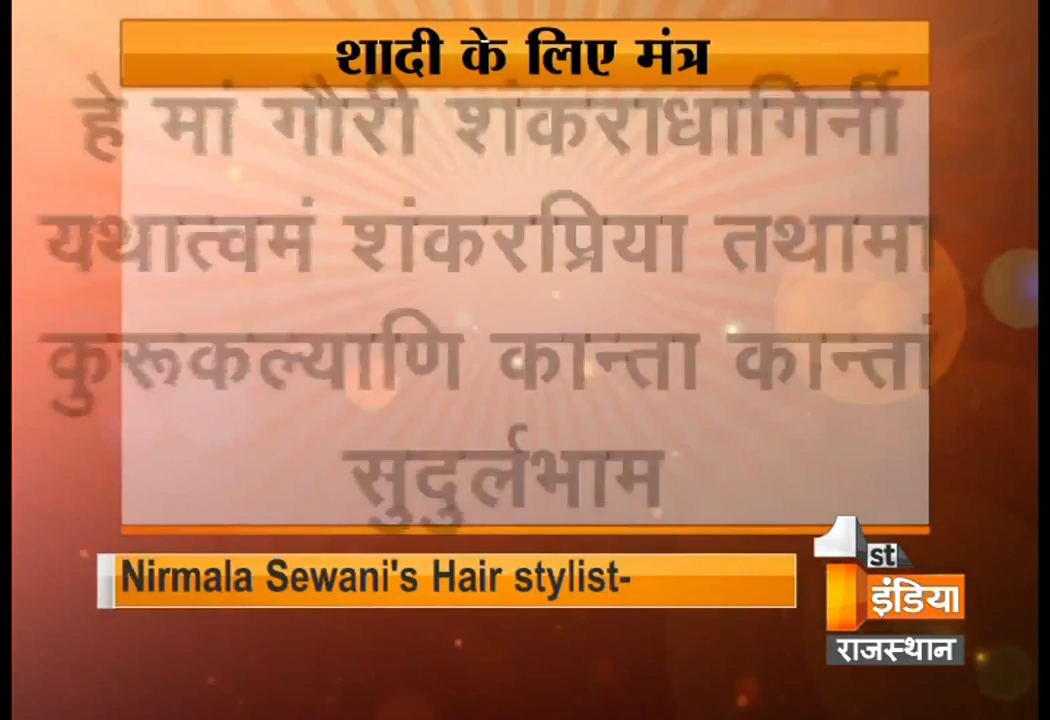 शादी के लिए मंत्र
हे मां गौरी शंकराधागिर्नी
यथात्वमं शंकरप्रिया तथामा
कुरूकल्याणि कान्ता कान्तां
सुदुर्लभाम
Nirmala Sewani's Hair stylist-
1st
इंडिया
राजस्थान